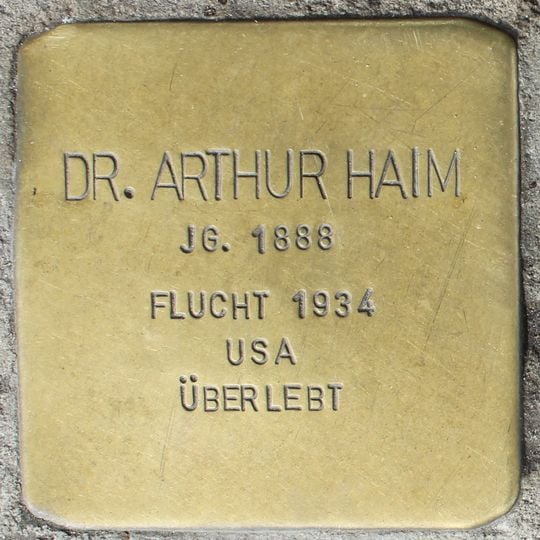 DR. ARTHUR HAIM
JG. 1888
FLUCHT 1934
USA
ÜBERLEBT